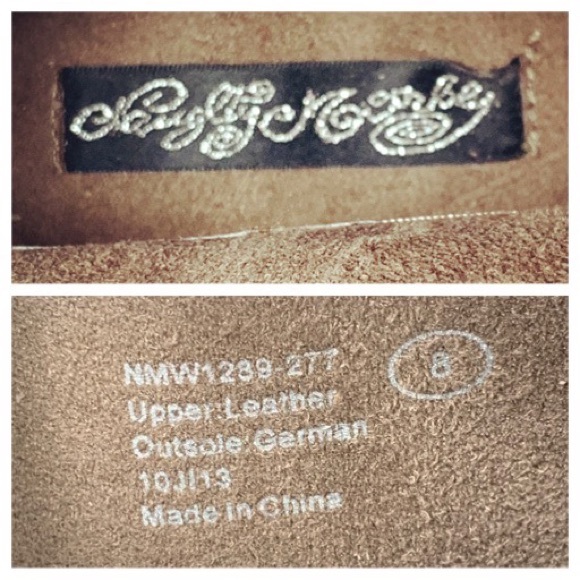 Naughty Monkey
NMW1289-277 8
Upper:Leather
Outsole:German
10JI13
Made in China